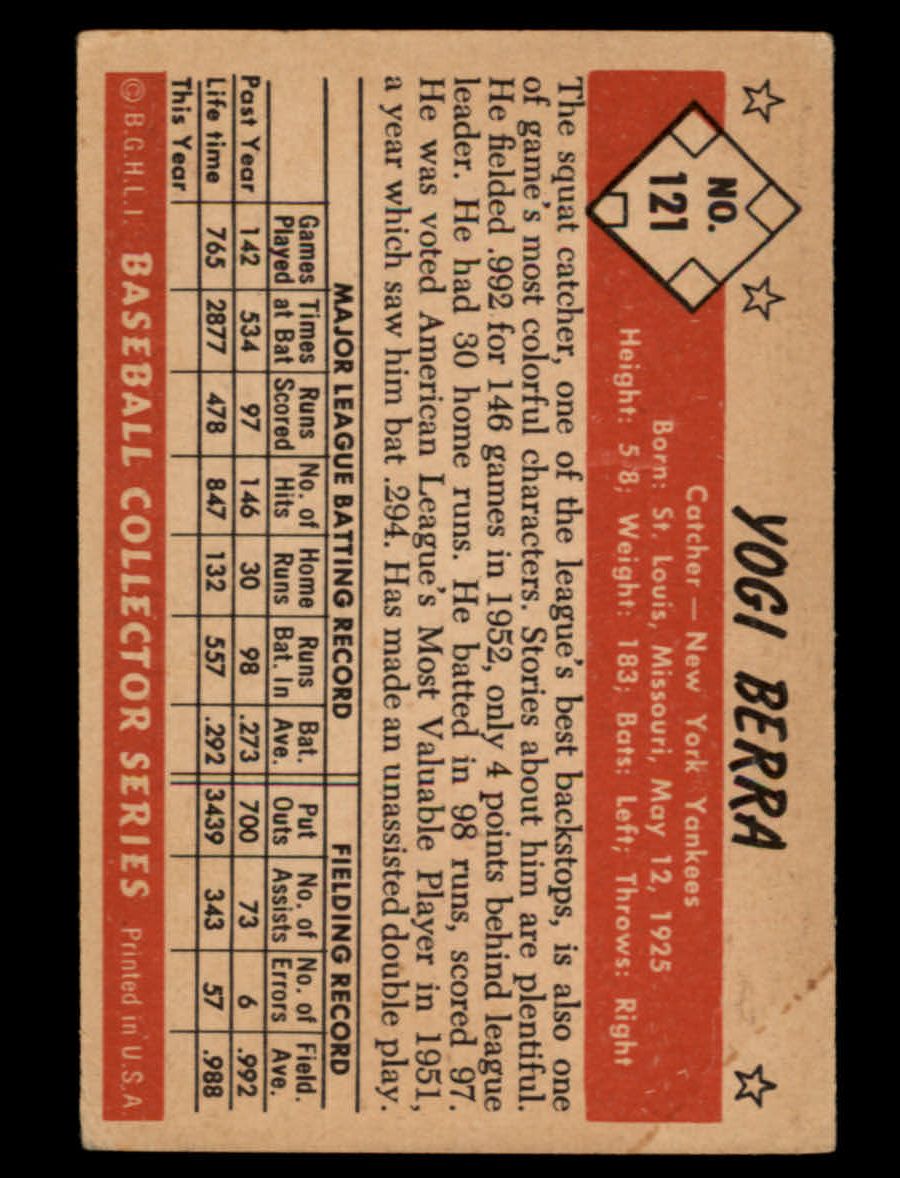 YOGI BERRA
NO.
121
Catcher — New York Yankees
Born: St. Louis, Missouri, May 12, 1925
Height: 5 8; Weight: 183; Bats: Left; Throws: Right
The squat catcher, one of the league's best backstops, is also one
of game's most colorful characters. Stories about him are plentiful.
He fielded .992 for 146 games in 1952, only 4 points behind league
leader. He had 30 home runs. He batted in 98 runs, scored 97.
He was voted American League's Most Valuable Player in 1951,
a year which saw him bat .294. Has made an unassisted double play.
MAJOR LEAGUE BATTING RECORD FIELDING RECORD
Games Times Runs No. of Home Runs Bat. Put No. of No. of Field.
Played at Bat Scored Hits Runs Bat. In Ave. Outs Assists Errors Ave.
Past Year 142 534 97 146 30 98 .273 700 73 6 .992
Life time 765 2877 478 847 132 557 .292 3439 343 57 .988
This Year
© B.G.H.L.I BASEBALL COLLECTOR SERIES Printed in U.S.A